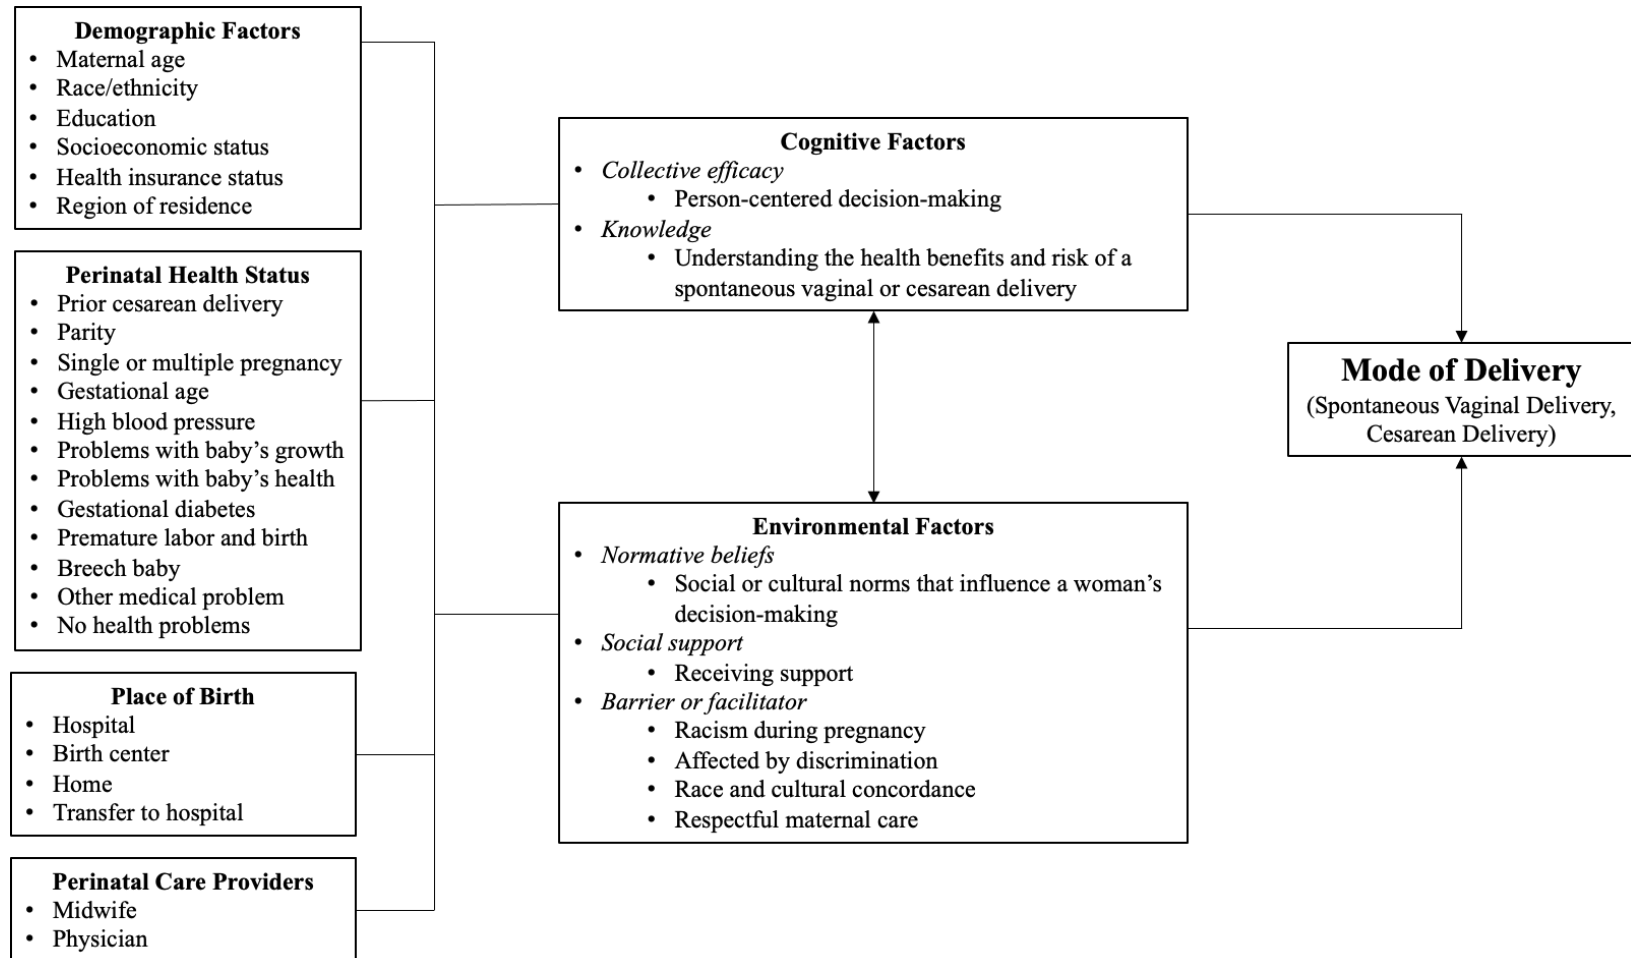 Demographic Factors
• Maternal age
• Race/ethnicity
• Education
• Socioeconomic status
• Health insurance status
• Region of residence
Perinatal Health Status
• Prior cesarean delivery
• Parity
• Single or multiple pregnancy
• Gestational age
• High blood pressure
• Problems with baby’s growth
• Problems with baby’s health
• Gestational diabetes
• Premature labor and birth
• Breech baby
• Other medical problem
• No health problems
Place of Birth
• Hospital
• Birth center
• Home
• Transfer to hospital
Perinatal Care Providers
• Midwife
• Physician
Cognitive Factors
• Collective efficacy
• Person-centered decision-making
• Knowledge
• Understanding the health benefits and risk of a
spontaneous vaginal or cesarean delivery
Environmental Factors
• Normative beliefs
• Social or cultural norms that influence a woman’s
decision-making
• Social support
• Receiving support
• Barrier or facilitator
• Racism during pregnancy
• Affected by discrimination
• Race and cultural concordance
• Respectful maternal care
Mode of Delivery
(Spontaneous Vaginal Delivery,
Cesarean Delivery)